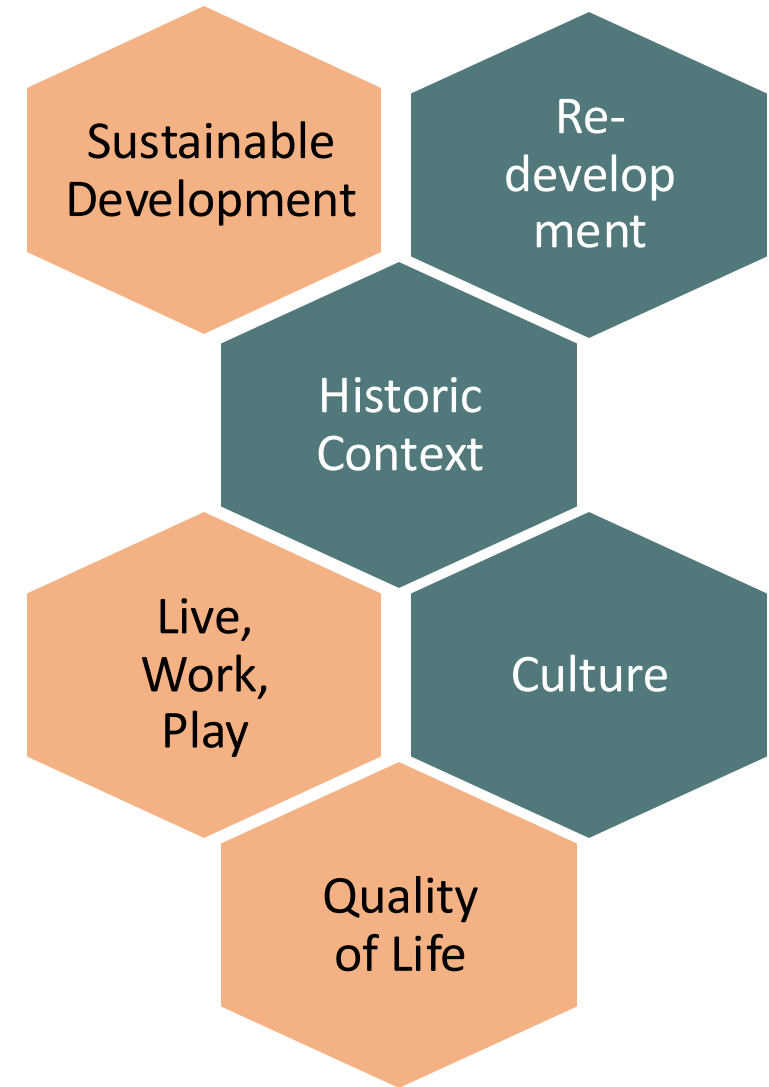 Sustainable
Development
Re-
develop
ment
Historic
Context
Live,
Work,
Play
Culture
Quality
of Life